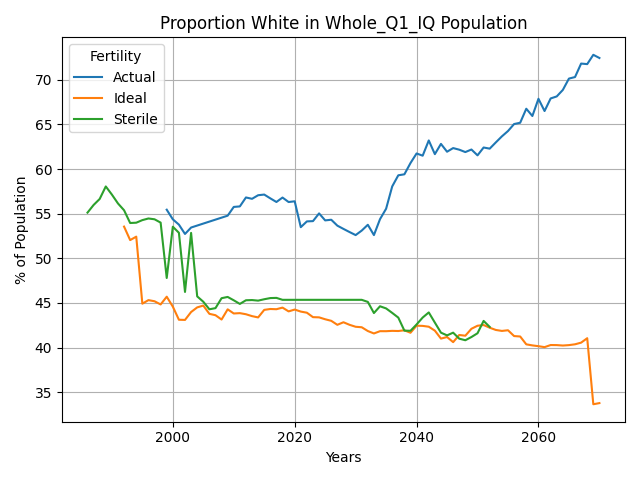 Proportion White in Whole_Q1_IQ Population
Fertility
Actual
Ideal
Sterile
% of Population
70
65
60
55
50
45
40
35
2000
2020
2040
2060
Years